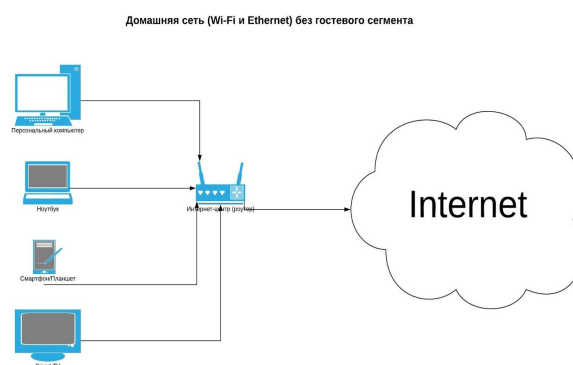 Домашняя сеть (Wi-Fi и Ethernet) без гостевого сегмента
Персональный компьютер
Ноутбук
Интернет-центр (роутер)
Internet
Смартфон/Планшет